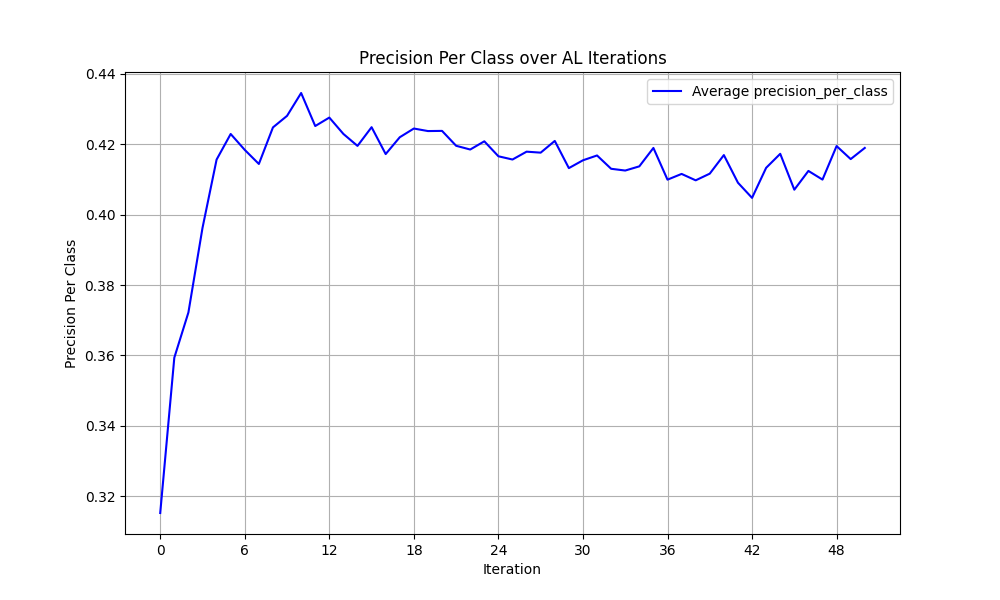 Precision Per Class over AL Iterations
Average precision_per_class
Precision Per Class
0.44
0.42
0.40
0.38
0.36
0.34
0.32
0 6 12 18 24 30 36 42 48
Iteration